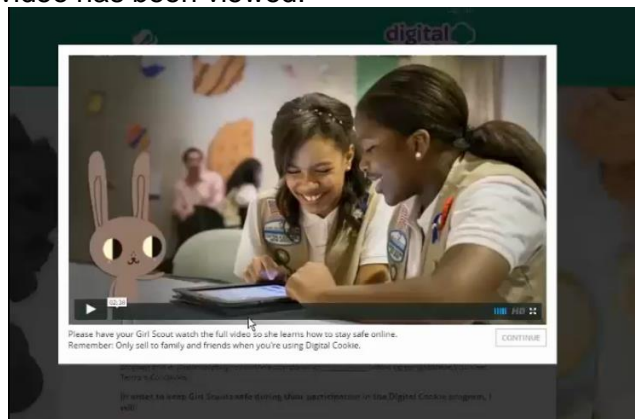 video has been viewed.
digital
02:38
HD
Please have your Girl Scout watch the full video so she learns how to stay safe online.
Remember: Only sell to family and friends when you're using Digital Cookie.
CONTINUE
In order to keep Girl Scouts safe during their participation in the Digital Cookie program, I
will: